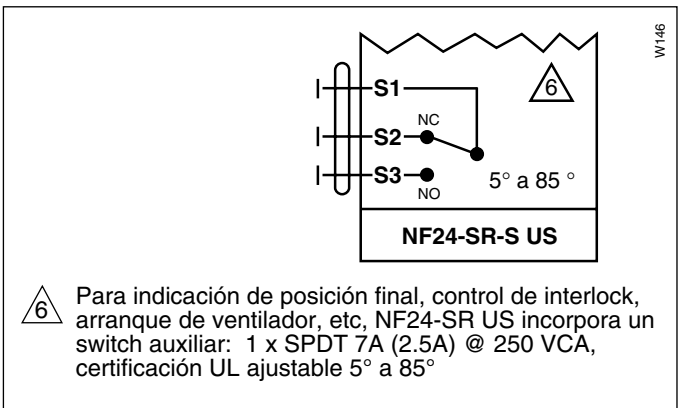 W146
S1
6
NC
S2
S3
5° a 85 °
NO
NF24-SR-S US
6
Para indicación de posición final, control de interlock,
arranque de ventilador, etc, NF24-SR US incorpora un
switch auxiliar: 1 x SPDT 7A (2.5A) @ 250 VCA,
certificación UL ajustable 5° a 85°